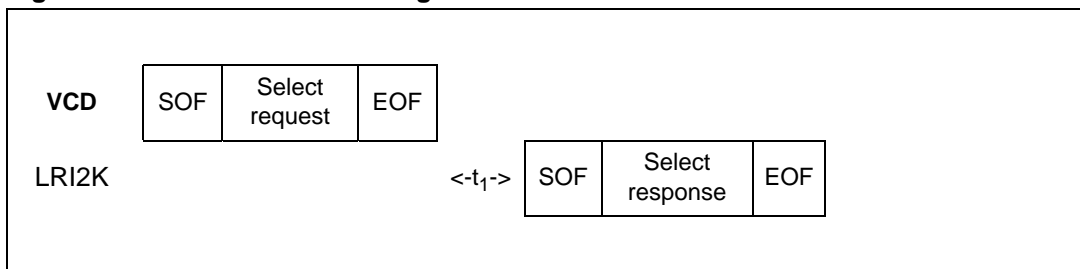 VCD
SOF
Select
request
EOF
LRI2K
<-t₁->
SOF
Select
response
EOF